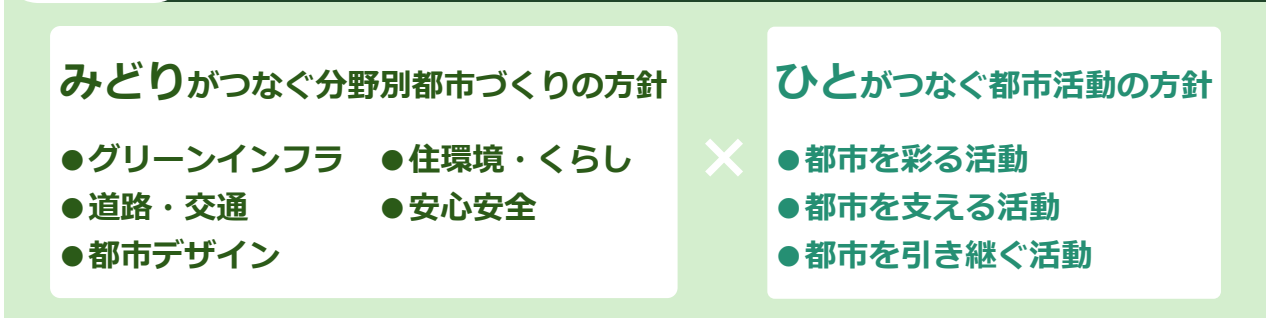 みどりがつなぐ分野別都市づくりの方針
●グリーンインフラ
●道路・交通
●都市デザイン
●住環境・くらし
●安心安全
×
ひとがつなぐ都市活動の方針
●都市を彩る活動
●都市を支える活動
●都市を引き継ぐ活動